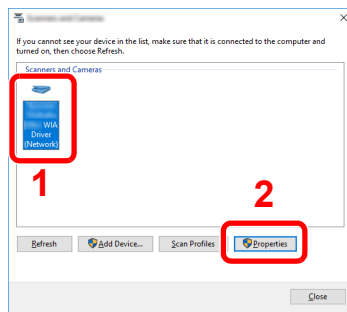 If you cannot see your device in the list, make sure that it is connected to the computer and
turned on, then choose Refresh.
Scanners and Cameras
WIA
Driver
(Network)
1
2
Refresh
Add Device...
Scan Profiles
Properties
Close